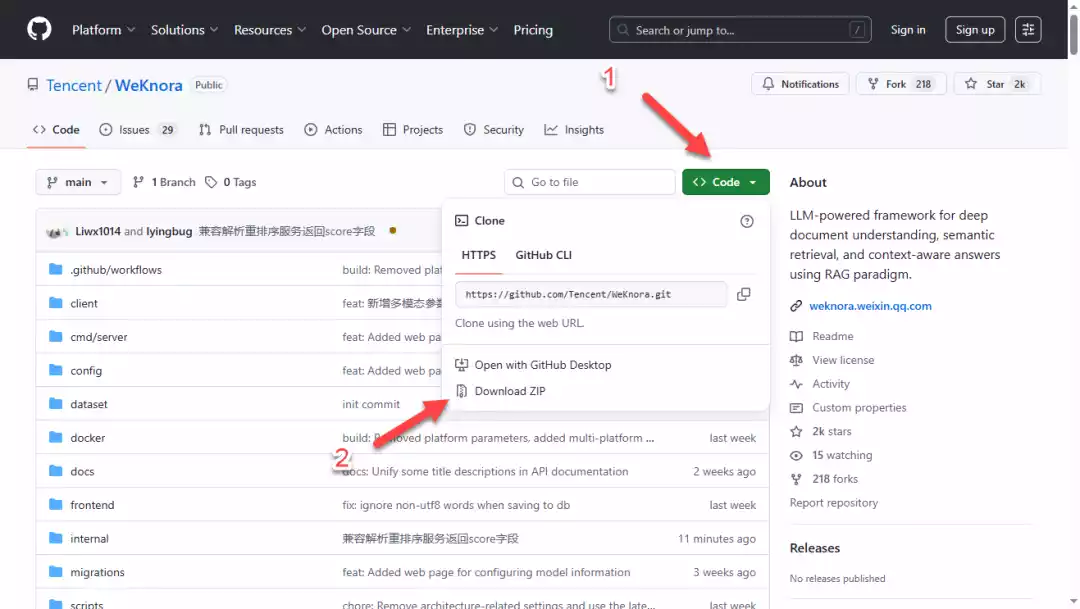 Platform Solutions Resources Open Source Enterprise Pricing Search or jump to... / Sign in Sign up
Tencent / WeKnora Public
1
Notifications Fork 218 Star 2k
Code Issues 29 Pull requests Actions Projects Security Insights
main 1 Branch 0 Tags Go to file Code
About
LLM-powered framework for deep
document understanding, semantic
retrieval, and context-aware answers
using RAG paradigm.
weknora.weixin.qq.com
Readme
View license
Activity
Custom properties
2k stars
15 watching
218 forks
Report repository
Releases
No releases published
Clone
HTTPS GitHub CLI
https://github.com/Tencent/WeKnora.git
Clone using the web URL.
Open with GitHub Desktop
Download ZIP
2
Liwx1014 and lyingbug 兼容解析重排序服务返回score字段
.github/workflows build: Removed plat
client feat: 新增多模态参数
cmd/server feat: Added web pa
config feat: Added web pa
dataset init commit
docker build: Removed platform parameters, added multi-platform ... last week
docs docs: Unify some title descriptions in API documentation 2 weeks ago
frontend fix: ignore non-utf8 words when saving to db last week
internal 兼容解析重排序服务返回score字段 11 minutes ago
migrations feat: Added web page for configuring model information 3 weeks ago
scripts chore: Remove architecture-related settings and use the late... last week